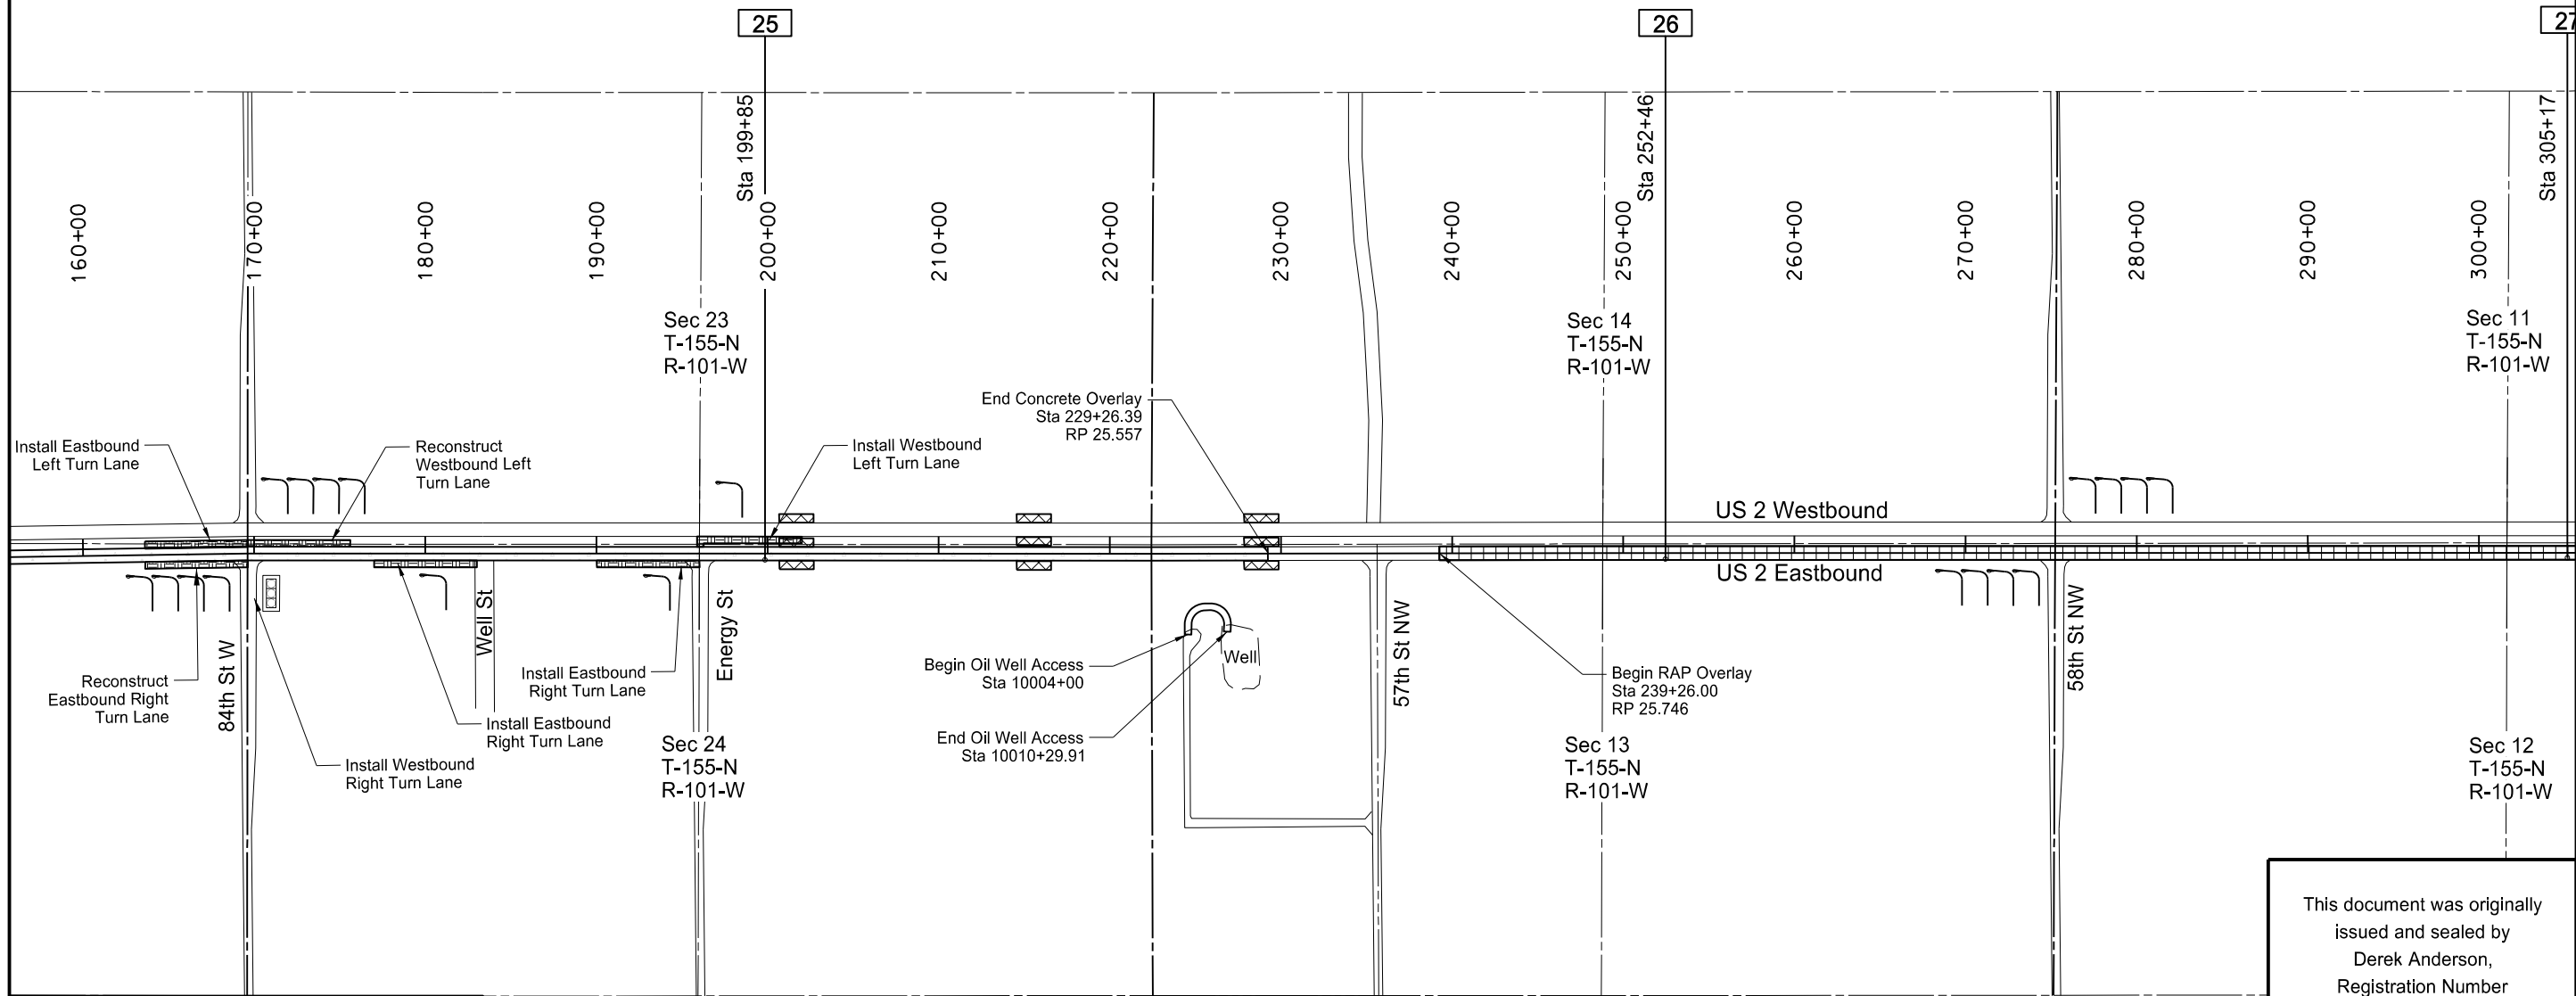 25
26
27
Sta 199+85
Sta 252+46
Sta 305+17
160+00
170+00
180+00
190+00
200+00
210+00
220+00
230+00
240+00
250+00
260+00
270+00
280+00
290+00
300+00
Sec 23
T-155-N
R-101-W
Sec 14
T-155-N
R-101-W
Sec 11
T-155-N
R-101-W
End Concrete Overlay
Sta 229+26.39
RP 25.557
Install Eastbound
Left Turn Lane
Reconstruct
Westbound Left
Turn Lane
Install Westbound
Left Turn Lane
US 2 Westbound
US 2 Eastbound
84th St W
Well St
Energy St
57th St NW
58th St NW
Reconstruct
Eastbound Right
Turn Lane
Install Eastbound
Right Turn Lane
Install Eastbound
Right Turn Lane
Install Westbound
Right Turn Lane
Begin Oil Well Access
Sta 10004+00
Well
End Oil Well Access
Sta 10010+29.91
Begin RAP Overlay
Sta 239+26.00
RP 25.746
Sec 24
T-155-N
R-101-W
Sec 13
T-155-N
R-101-W
Sec 12
T-155-N
R-101-W
This document was originally
issued and sealed by
Derek Anderson,
Registration Number